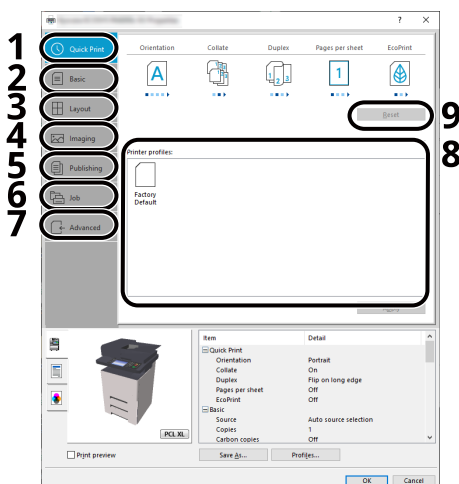 ?
1 Quick Print
2 Basic
3 Layout
4 Imaging
5 Publishing
6 Job
7 Advanced
Orientation Collate Duplex Pages per sheet EcoPrint
A 1 2 3 1
Reset 9
8
Printer profiles:
Factory
Default
Item Detail
Quick Print
Orientation Portrait
Collate On
Duplex Flip on long edge
Pages per sheet Off
EcoPrint Off
Basic
Source Auto source selection
Copies 1
Carbon copies Off
PCL XL
Print preview Save As... Profiles...
OK Cancel